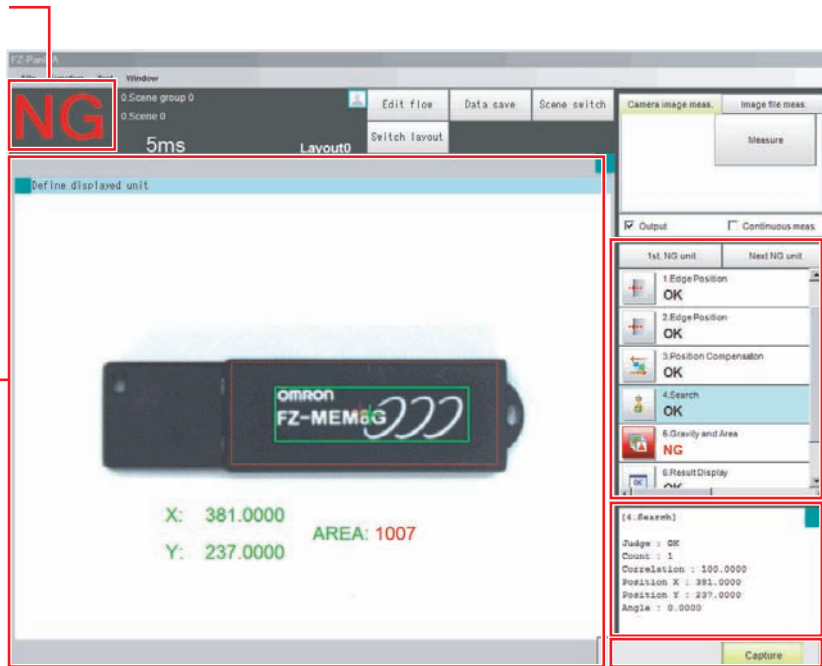 Window
NG
0.Scene group 0
0.Scene 0
5ms
Layout0
Edit flow
Data save
Scene switch
Switch layout
Camera image meas.
Image file meas.
Measure
Output
Continuous meas.
Define displayed unit
1st. NG unit
Next NG unit
1.Edge Position
OK
2.Edge Position
OK
3.Position Compensation
OK
4.Search
OK
5.Gravity and Area
NG
6.Result Display
OK
OMRON
FZ-MEM8G
X: 381.0000
Y: 237.0000
AREA: 1007
[4.Search]
Judge : OK
Count : 1
Correlation : 100.0000
Position X : 381.0000
Position Y : 237.0000
Angle : 0.0000
Capture